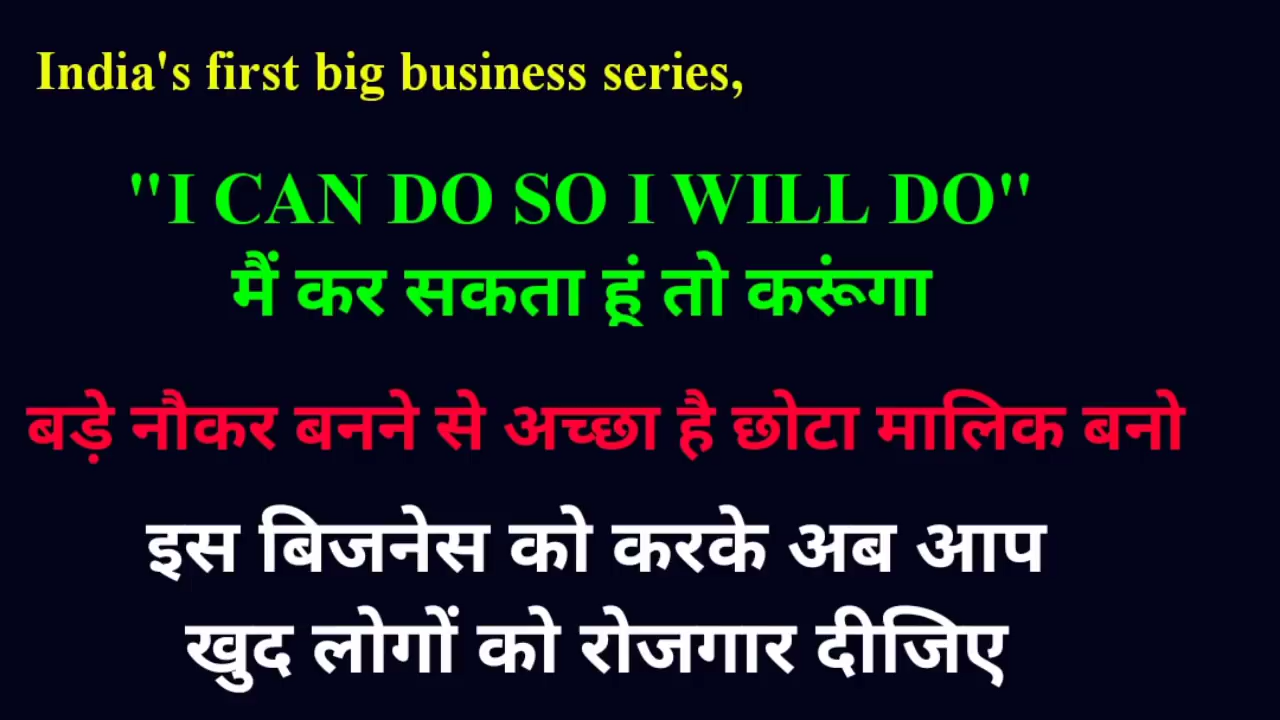 India's first big business series,
"I CAN DO SO I WILL DO"
मैं कर सकता हूं तो करूंगा
बड़े नौकर बनने से अच्छा है छोटा मालिक बनो
इस बिजनेस को करके अब आप
खुद लोगों को रोजगार दीजिए